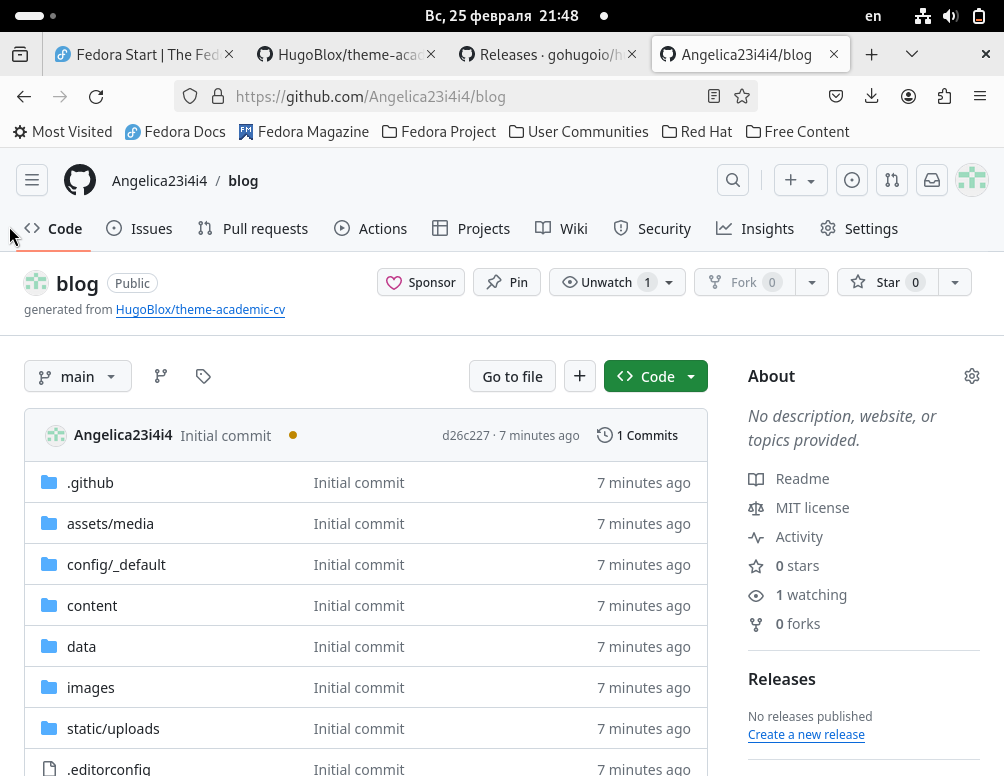 Вс, 25 февраля 21:48
en
Fedora Start | The Fed
HugoBlox/theme-acad
Releases · gohugoio/h
Angelica23i4i4/blog
https://github.com/Angelica23i4i4/blog
Most Visited
Fedora Docs
Fedora Magazine
Fedora Project
User Communities
Red Hat
Free Content
Angelica23i4i4 / blog
Code
Issues
Pull requests
Actions
Projects
Wiki
Security
Insights
Settings
blog
Public
Sponsor
Pin
Unwatch 1
Fork 0
Star 0
generated from HugoBlox/theme-academic-cv
main
Go to file
Code
Angelica23i4i4 Initial commit
d26c227 · 7 minutes ago
1 Commits
.github Initial commit 7 minutes ago
assets/media Initial commit 7 minutes ago
config/_default Initial commit 7 minutes ago
content Initial commit 7 minutes ago
data Initial commit 7 minutes ago
images Initial commit 7 minutes ago
static/uploads Initial commit 7 minutes ago
.editorconfig Initial commit 7 minutes ago
About
No description, website, or
topics provided.
Readme
MIT license
Activity
0 stars
1 watching
0 forks
Releases
No releases published
Create a new release